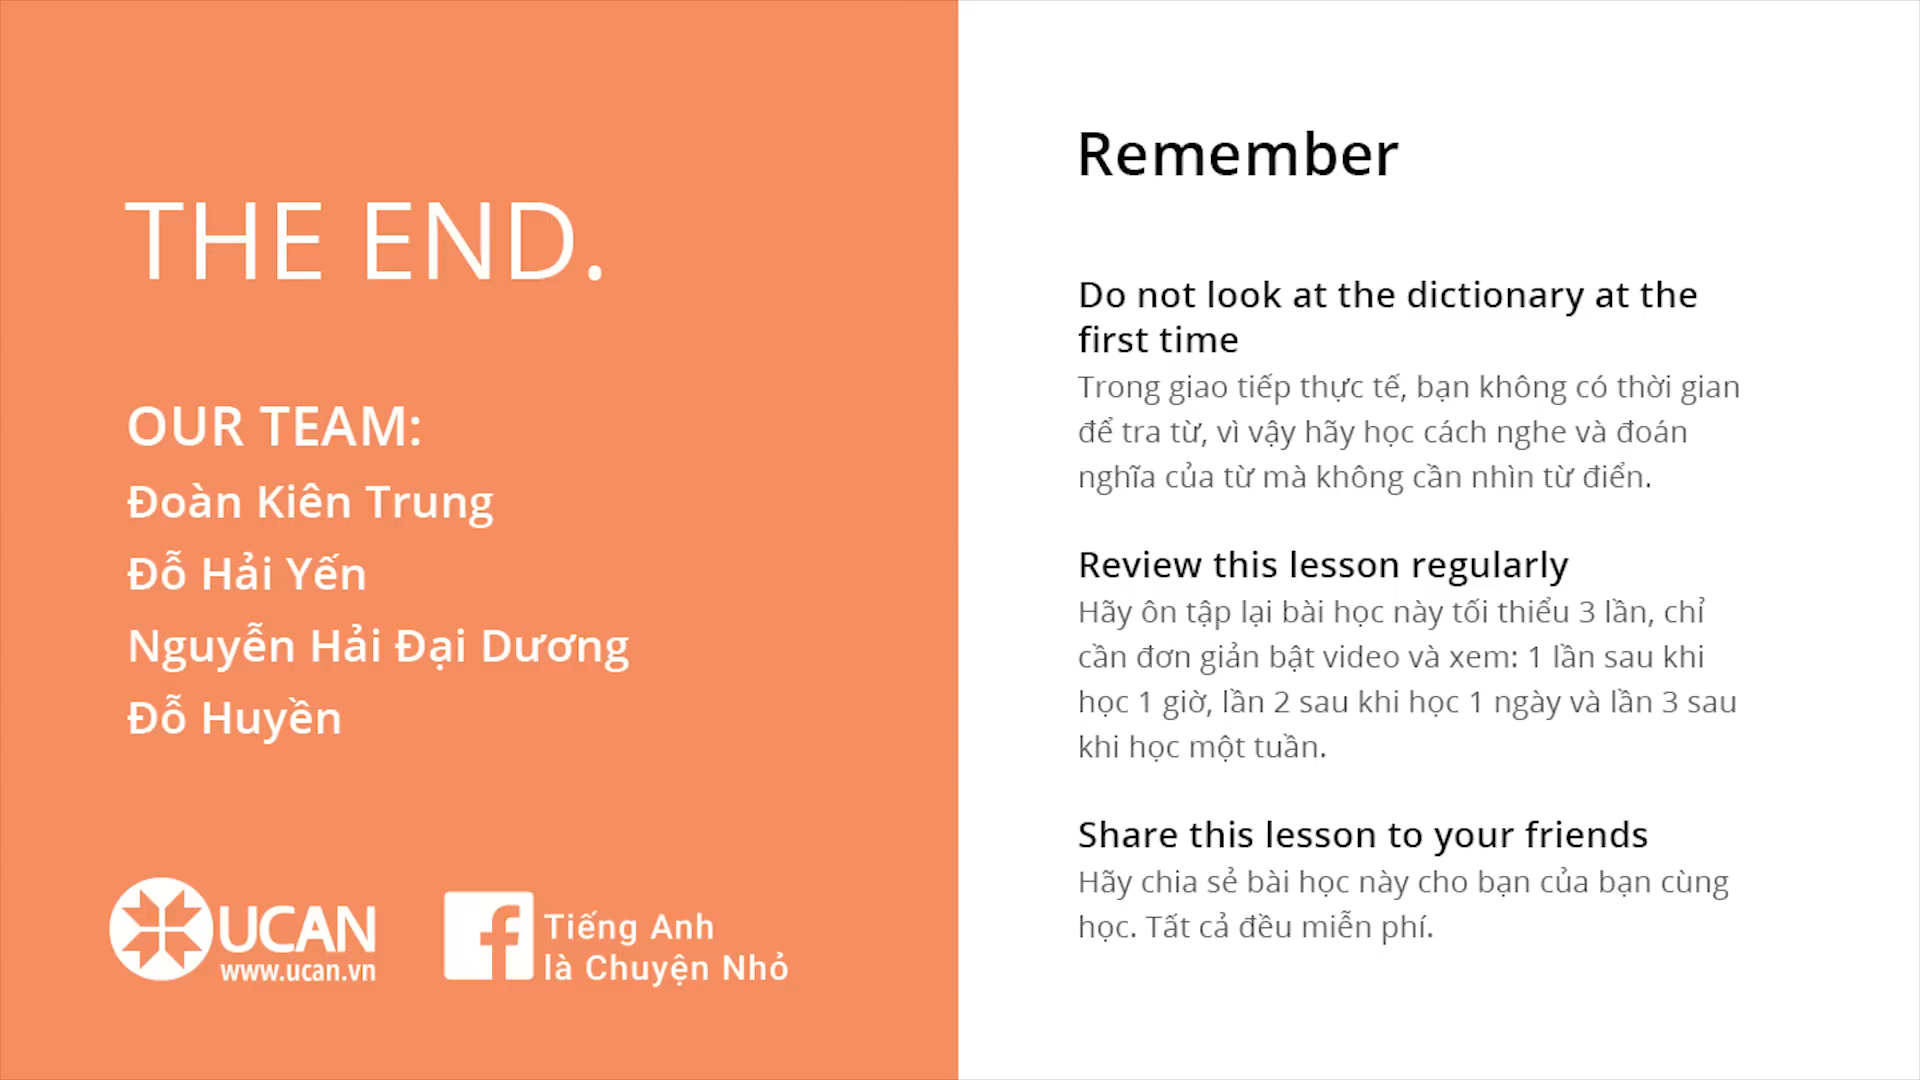 THE END.
OUR TEAM:
Đoàn Kiên Trung
Đỗ Hải Yến
Nguyễn Hải Đại Dương
Đỗ Huyền
UCAN
www.ucan.vn
Tiếng Anh
là Chuyện Nhỏ
Remember
Do not look at the dictionary at the
first time
Trong giao tiếp thực tế, bạn không có thời gian
để tra từ, vì vậy hãy học cách nghe và đoán
nghĩa của từ mà không cần nhìn từ điển.
Review this lesson regularly
Hãy ôn tập lại bài học này tối thiểu 3 lần, chỉ
cần đơn giản bật video và xem: 1 lần sau khi
học 1 giờ, lần 2 sau khi học 1 ngày và lần 3 sau
khi học một tuần.
Share this lesson to your friends
Hãy chia sẻ bài học này cho bạn của bạn cùng
học. Tất cả đều miễn phí.